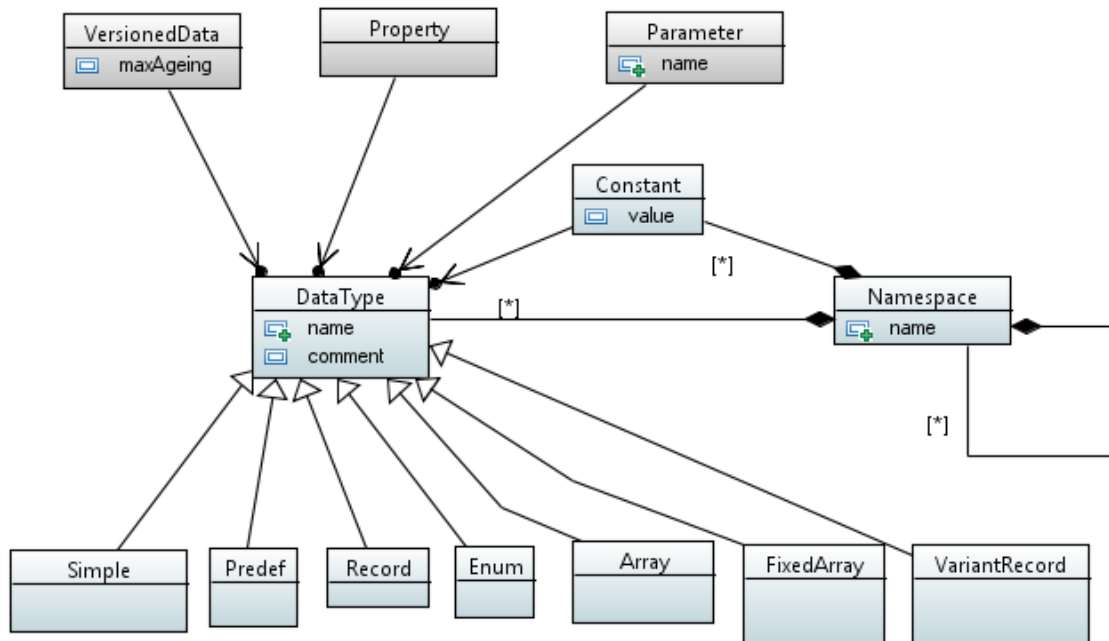 VersionedData
maxAgeing
Property
Parameter
name
Constant
value
[*]
DataType
name
comment
[*]
Namespace
name
[*]
Simple
Predef
Record
Enum
Array
FixedArray
VariantRecord